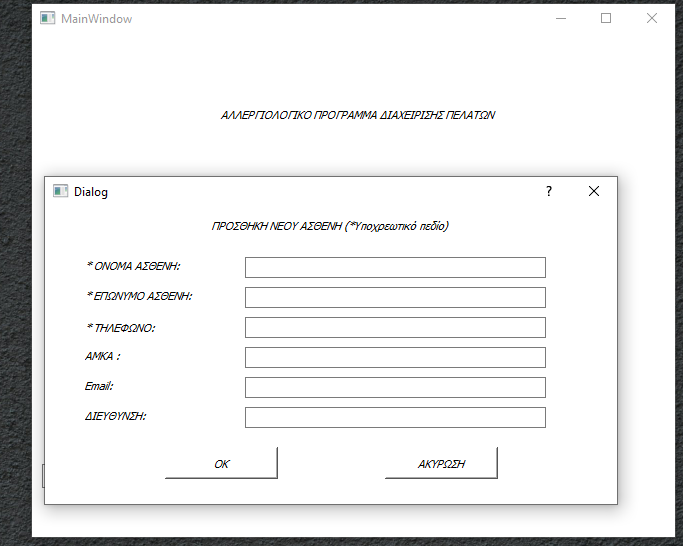 MainWindow
ΑΛΛΕΡΓΙΟΛΟΓΙΚΟ ΠΡΟΓΡΑΜΜΑ ΔΙΑΧΕΙΡΙΣΗΣ ΠΕΛΑΤΩΝ
Dialog
?
ΠΡΟΣΘΗΚΗ ΝΕΟΥ ΑΣΘΕΝΗ (*Υποχρεωτικό πεδίο)
* ΟΝΟΜΑ ΑΣΘΕΝΗ:
* ΕΠΩΝΥΜΟ ΑΣΘΕΝΗ:
* ΤΗΛΕΦΩΝΟ:
ΑΜΚΑ :
Email:
ΔΙΕΥΘΥΝΣΗ:
ΟΚ ΑΚΥΡΩΣΗ